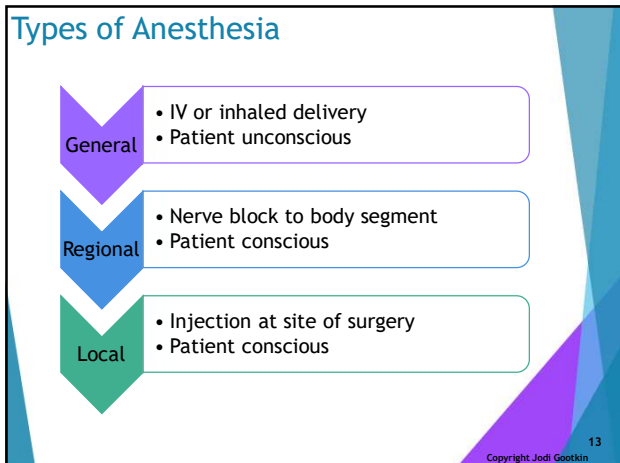 Types of Anesthesia
General
• IV or inhaled delivery
• Patient unconscious
Regional
• Nerve block to body segment
• Patient conscious
Local
• Injection at site of surgery
• Patient conscious
13
Copyright Jodi Gootkin